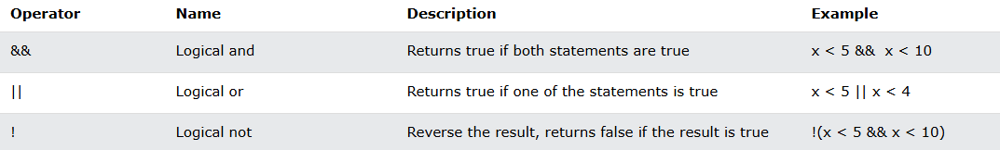 Operator Name Description Example
&& Logical and Returns true if both statements are true x < 5 &&  x < 10
|| Logical or Returns true if one of the statements is true x < 5 || x < 4
! Logical not Reverse the result, returns false if the result is true !(x < 5 && x < 10)